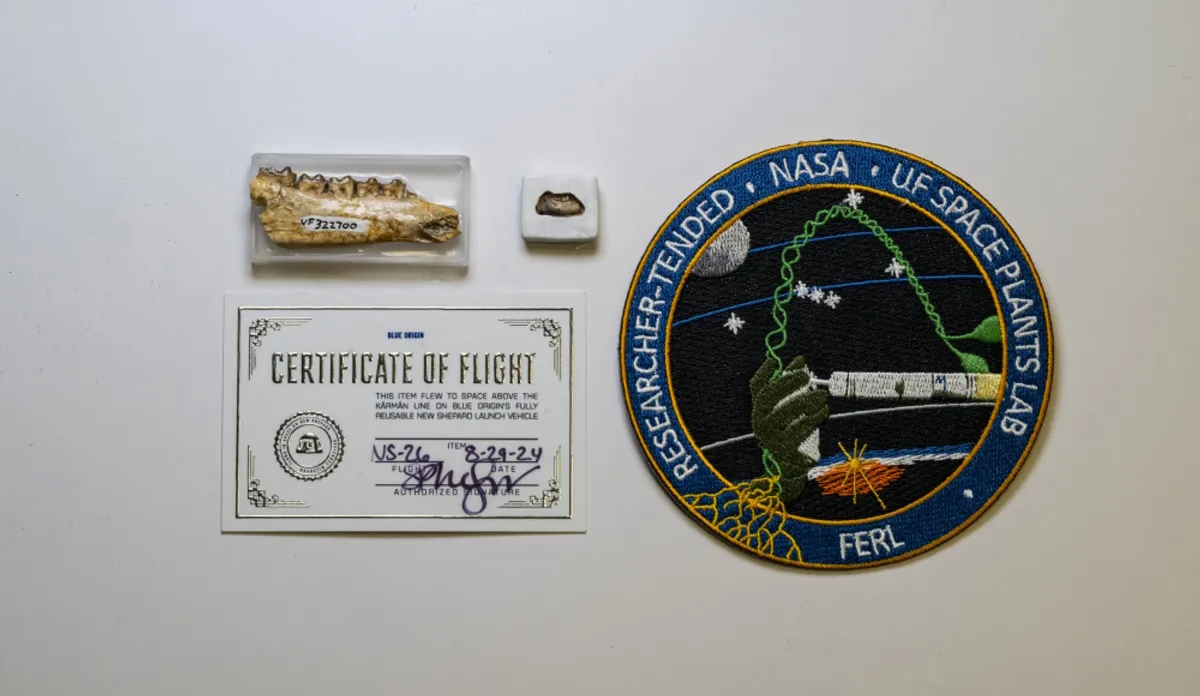 VF322700
BLUE ORIGIN
CERTIFICATE OF FLIGHT
THIS ITEM FLEW TO SPACE ABOVE THE
KÁRMÁN LINE ON BLUE ORIGIN'S FULLY
REUSABLE NEW SHEPARD LAUNCH VEHICLE
ITEM
NS-26 8-29-24
FLIGHT DATE
AUTHORIZED SIGNATURE
RESEARCHER-TENDED • NASA • UF SPACE PLANTS LAB
FERL